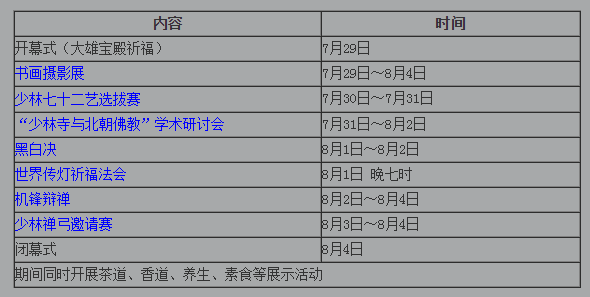 内容 时间
开幕式（大雄宝殿祈福） 7月29日
书画摄影展 7月29日～8月4日
少林七十二艺选拔赛 7月30日～7月31日
“少林寺与北朝佛教”学术研讨会 7月31日～8月2日
黑白决 8月1日～8月2日
世界传灯祈福法会 8月1日 晚七时
机锋辩禅 8月2日～8月4日
少林禅弓邀请赛 8月3日～8月4日
闭幕式 8月4日
期间同时开展茶道、香道、养生、素食等展示活动